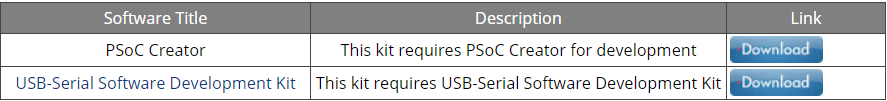 Software Title Description Link
PSoC Creator This kit requires PSoC Creator for development Download
USB-Serial Software Development Kit This kit requires USB-Serial Software Development Kit Download